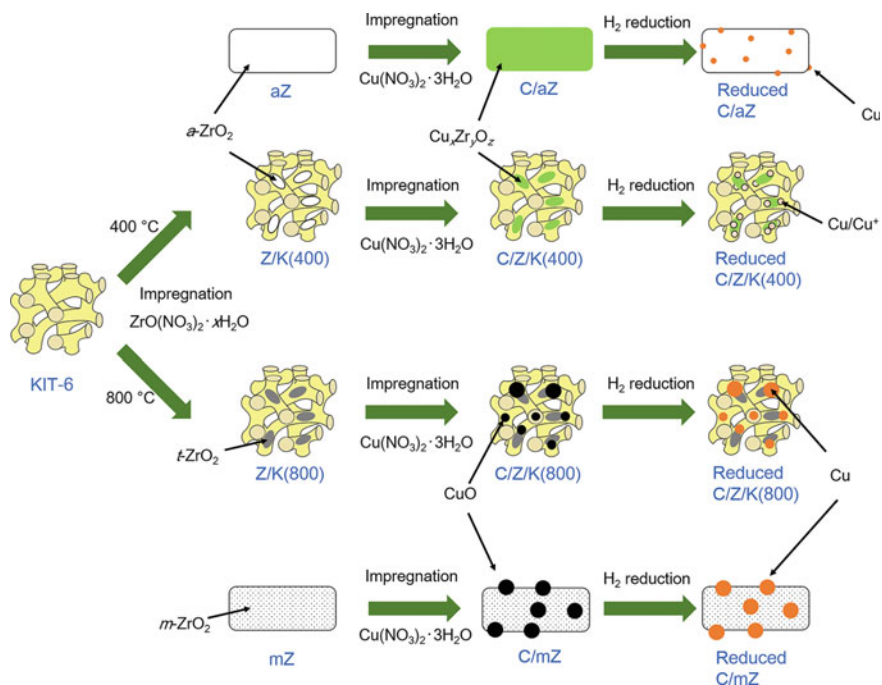 Impregnation
H₂ reduction
Cu(NO₃)₂·3H₂O
aZ
C/aZ
Reduced
C/aZ
Cu
a-ZrO₂
CuₓZrᵧO_z
Impregnation
H₂ reduction
400 °C
Cu(NO₃)₂·3H₂O
Cu/Cu⁺
Z/K(400)
C/Z/K(400)
Reduced
C/Z/K(400)
Impregnation
ZrO(NO₃)₂·xH₂O
KIT-6
800 °C
Impregnation
H₂ reduction
Cu(NO₃)₂·3H₂O
t-ZrO₂
Z/K(800)
C/Z/K(800)
Reduced
C/Z/K(800)
CuO
Cu
Impregnation
H₂ reduction
m-ZrO₂
Cu(NO₃)₂·3H₂O
mZ
C/mZ
Reduced
C/mZ